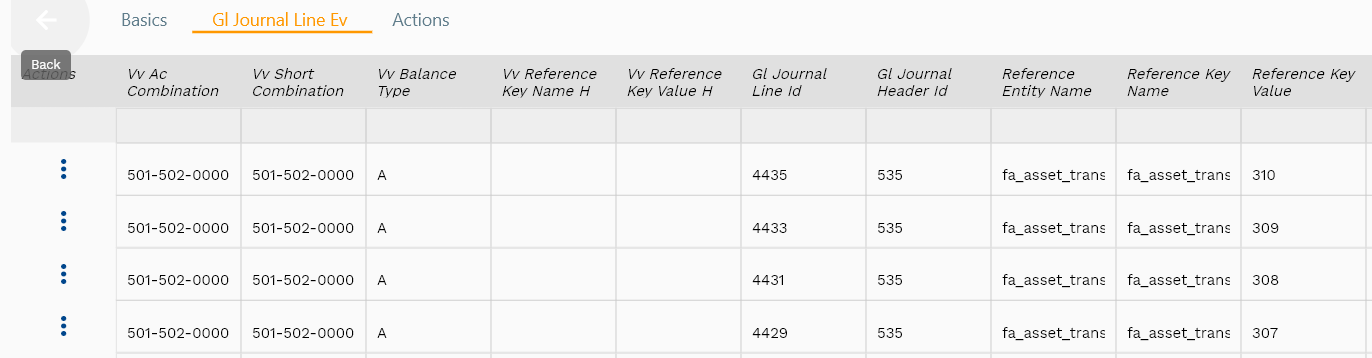 Basics Gl Journal Line Ev Actions
Back
Actions Vv Ac Combination Vv Short Combination Vv Balance Type Vv Reference Key Name H Vv Reference Key Value H Gl Journal Line Id Gl Journal Header Id Reference Entity Name Reference Key Name Reference Key Value
501-502-0000 501-502-0000 A 4435 535 fa_asset_trans fa_asset_trans 310
501-502-0000 501-502-0000 A 4433 535 fa_asset_trans fa_asset_trans 309
501-502-0000 501-502-0000 A 4431 535 fa_asset_trans fa_asset_trans 308
501-502-0000 501-502-0000 A 4429 535 fa_asset_trans fa_asset_trans 307